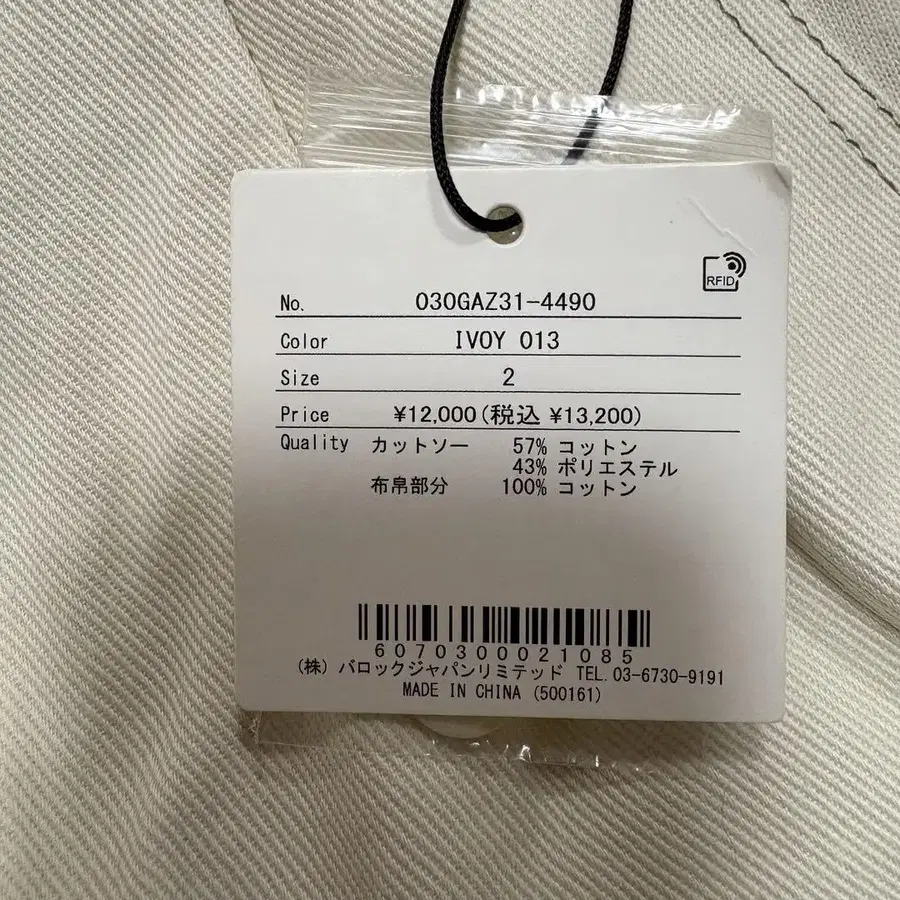 RFID
No. 030GAZ31-4490
Color IVOY 013
Size 2
Price ¥12,000(税込 ¥13,200)
Quality カットソー 57% コットン
43% ポリエステル
布帛部分 100% コットン
6070300021085
(株) バロックジャパンリミテッド TEL.03-6730-9191
MADE IN CHINA (500161)